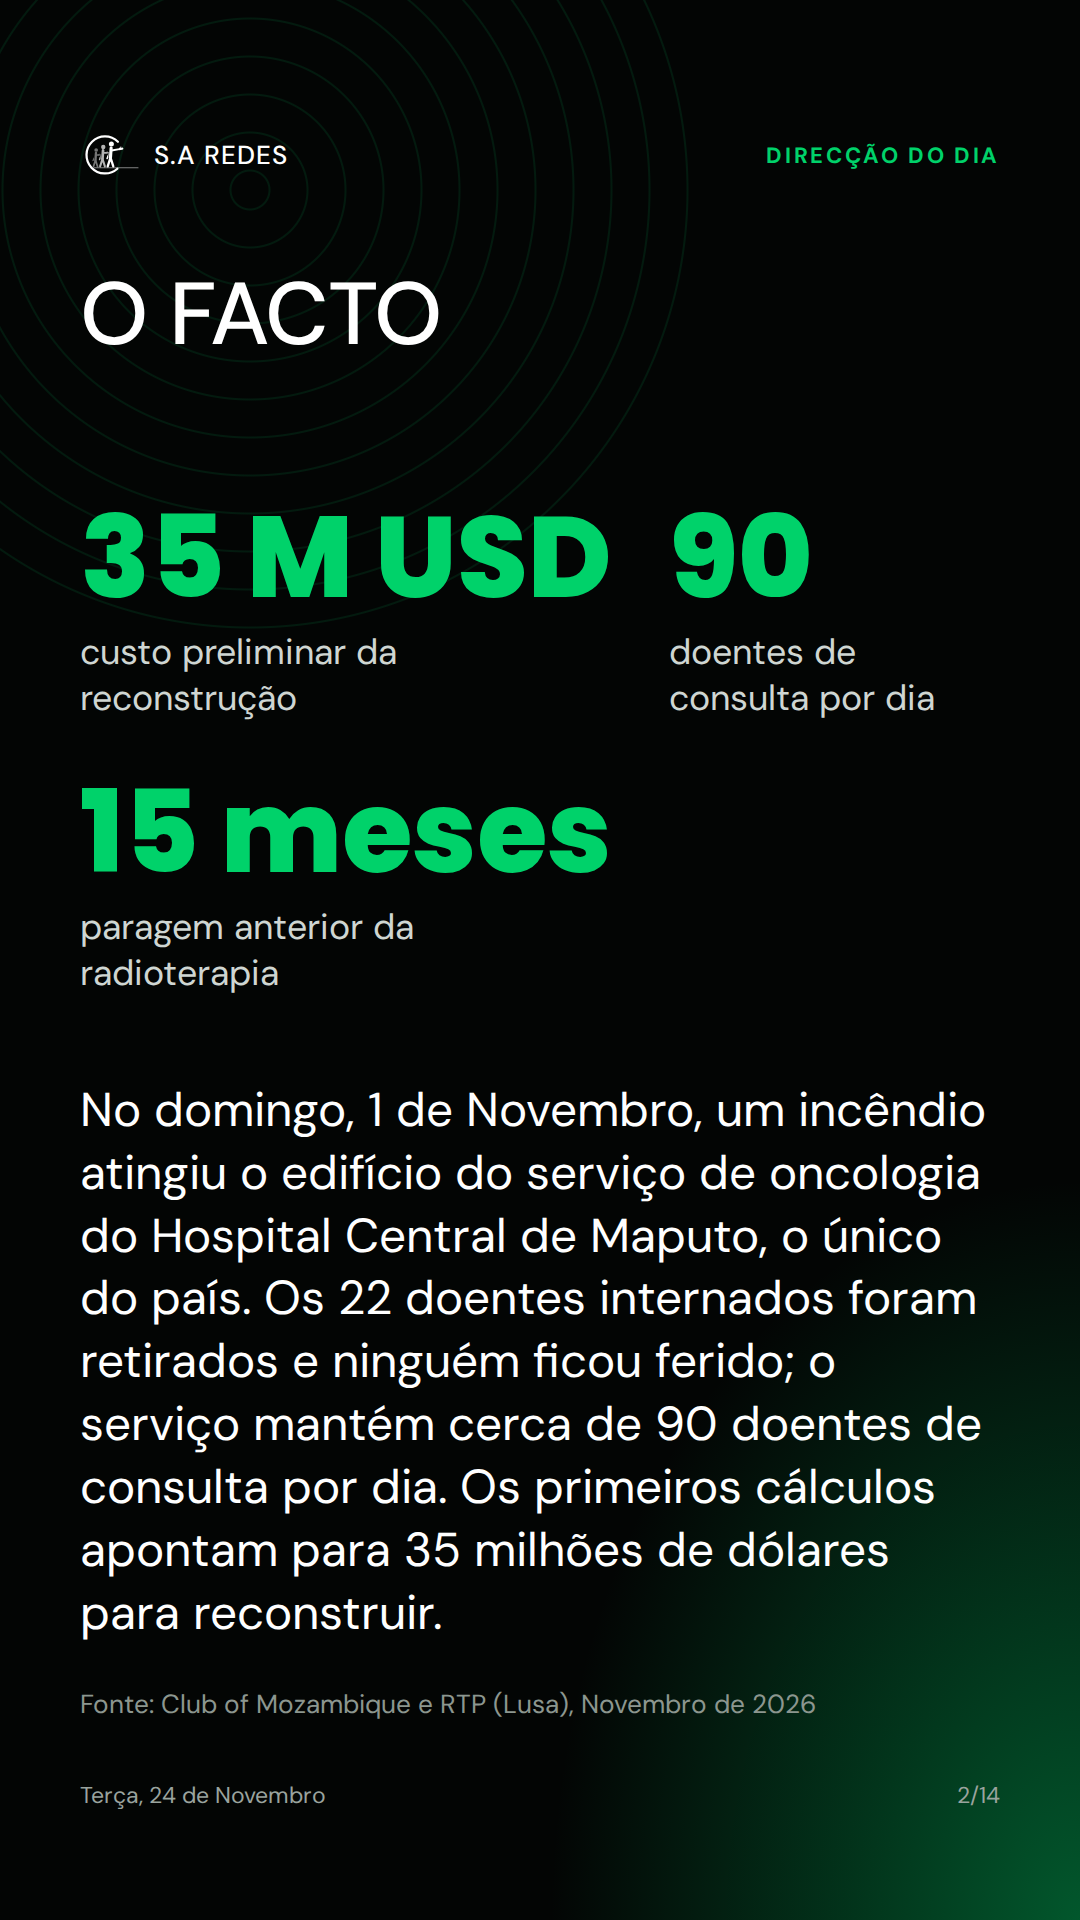 S.A REDES
DIRECÇÃO DO DIA
O FACTO
35 M USD
custo preliminar da
reconstrução
90
doentes de
consulta por dia
15 meses
paragem anterior da
radioterapia
No domingo, 1 de Novembro, um incêndio
atingiu o edifício do serviço de oncologia
do Hospital Central de Maputo, o único
do país. Os 22 doentes internados foram
retirados e ninguém ficou ferido; o
serviço mantém cerca de 90 doentes de
consulta por dia. Os primeiros cálculos
apontam para 35 milhões de dólares
para reconstruir.
Fonte: Club of Mozambique e RTP (Lusa), Novembro de 2026
Terça, 24 de Novembro
2/14